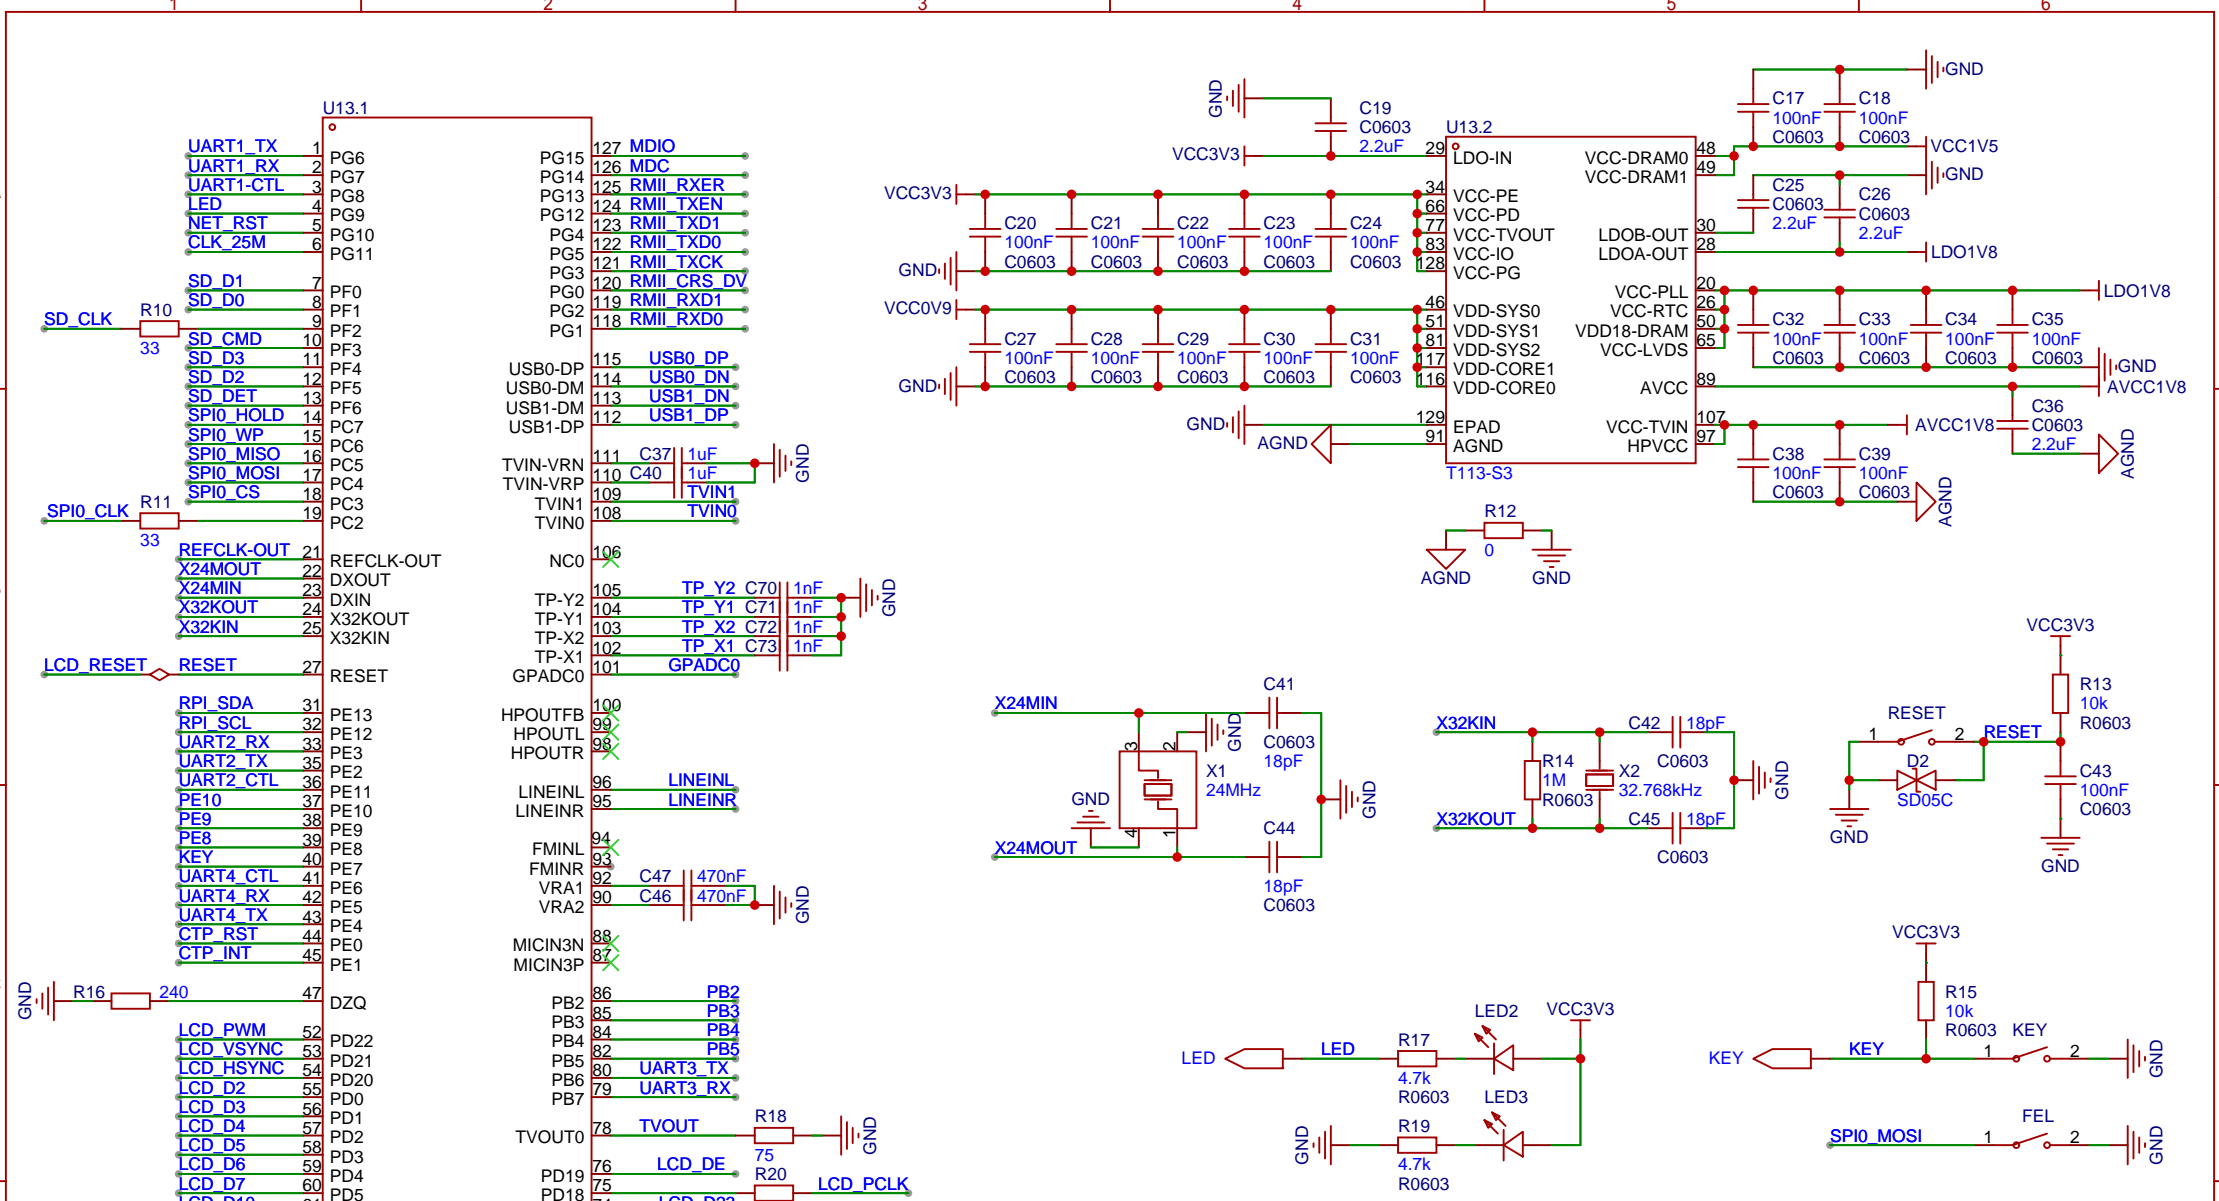 1 2 3 4 5 6
U13.1
UART1_TX 1 PG6
UART1_RX 2 PG7
UART1-CTL 3 PG8
LED 4 PG9
NET_RST 5 PG10
CLK_25M 6 PG11
SD_D1 7 PF0
SD_D0 8 PF1
SD_CLK R10 33 9 PF2
SD_CMD 10 PF3
SD_D3 11 PF4
SD_D2 12 PF5
SD_DET 13 PF6
SPI0_HOLD 14 PC7
SPI0_WP 15 PC6
SPI0_MISO 16 PC5
SPI0_MOSI 17 PC4
SPI0_CS 18 PC3
SPI0_CLK R11 33 19 PC2
REFCLK-OUT 21 REFCLK-OUT
X24MOUT 22 DXOUT
X24MIN 23 DXIN
X32KOUT 24 X32KOUT
X32KIN 25 X32KIN
LCD_RESET RESET 27 RESET
RPI_SDA 31 PE13
RPI_SCL 32 PE12
UART2_RX 33 PE3
UART2_TX 35 PE2
UART2_CTL 36 PE11
PE10 37 PE10
PE9 38 PE9
PE8 39 PE8
KEY 40 PE7
UART4_CTL 41 PE6
UART4_RX 42 PE5
UART4_TX 43 PE4
CTP_RST 44 PE0
CTP_INT 45 PE1
GND R16 240 47 DZQ
LCD_PWM 52 PD22
LCD_VSYNC 53 PD21
LCD_HSYNC 54 PD20
LCD_D2 55 PD0
LCD_D3 56 PD1
LCD_D4 57 PD2
LCD_D5 58 PD3
LCD_D6 59 PD4
LCD_D7 60 PD5
PG15 127 MDIO
PG14 126 MDC
PG13 125 RMII_RXER
PG12 124 RMII_TXEN
PG4 123 RMII_TXD1
PG5 122 RMII_TXD0
PG3 121 RMII_TXCK
PG0 120 RMII_CRS_DV
PG2 119 RMII_RXD1
PG1 118 RMII_RXD0
USB0-DP 115 USB0_DP
USB0-DM 114 USB0_DN
USB1-DM 113 USB1_DN
USB1-DP 112 USB1_DP
TVIN-VRN 111 C37 1uF GND
TVIN-VRP 110 C40 1uF
TVIN1 109 TVIN1
TVIN0 108 TVIN0
NC0 106
TP-Y2 105 TP_Y2 C70 1nF GND
TP-Y1 104 TP_Y1 C71 1nF
TP-X2 103 TP_X2 C72 1nF
TP-X1 102 TP_X1 C73 1nF
GPADC0 101 GPADC0
HPOUTFB 100
HPOUTL 99
HPOUTR 98
LINEINL 96 LINEINL
LINEINR 95 LINEINR
FMINL 94
FMINR 93
VRA1 92 C47 470nF
VRA2 90 C46 470nF GND
MICIN3N 88
MICIN3P 87
PB2 86 PB2
PB3 85 PB3
PB4 84 PB4
PB5 82 PB5
PB6 80 UART3_TX
PB7 79 UART3_RX
TVOUT0 78 TVOUT R18 75 GND
PD19 76 LCD_DE
PD18 75 R20 LCD_PCLK
GND C19 C0603 2.2uF
U13.2
VCC3V3 29 LDO-IN
VCC3V3 34 VCC-PE
66 VCC-PD
77 VCC-TVOUT
83 VCC-IO
128 VCC-PG
C20 C21 C22 C23 C24
100nF 100nF 100nF 100nF 100nF
GND C0603 C0603 C0603 C0603 C0603
VCC0V9 46 VDD-SYS0
51 VDD-SYS1
81 VDD-SYS2
117 VDD-CORE1
116 VDD-CORE0
C27 C28 C29 C30 C31
100nF 100nF 100nF 100nF 100nF
GND C0603 C0603 C0603 C0603 C0603
GND 129 EPAD
AGND 91 AGND
T113-S3
GND
C17 C18
100nF 100nF
C0603 C0603
VCC-DRAM0 48 VCC1V5
VCC-DRAM1 49
GND
C25 C26
C0603 C0603
2.2uF 2.2uF
LDOB-OUT 30
LDOA-OUT 28 LDO1V8
VCC-PLL 20 LDO1V8
VCC-RTC 26
VDD18-DRAM 50
VCC-LVDS 65
C32 C33 C34 C35
100nF 100nF 100nF 100nF
C0603 C0603 C0603 C0603 GND
AVCC 89 AVCC1V8
C36 C0603 2.2uF AGND
VCC-TVIN 107 AVCC1V8
HPVCC 97
C38 C39
100nF 100nF
C0603 C0603 AGND
R12
0
AGND GND
X24MIN C41 C0603 18pF
3 2 GND
X1 24MHz
GND GND
4 1
X24MOUT C44 18pF C0603
X32KIN C42 18pF C0603
R14 1M R0603
X2 32.768kHz GND
X32KOUT C45 18pF C0603
VCC3V3
R13 10k R0603
RESET
1 2 RESET
D2 SD05C
C43 100nF C0603
GND GND
LED LED R17 4.7k R0603 LED2 VCC3V3
GND R19 4.7k R0603 LED3
VCC3V3
R15 10k R0603
KEY KEY KEY 1 2 GND
FEL
SPI0_MOSI 1 2 GND